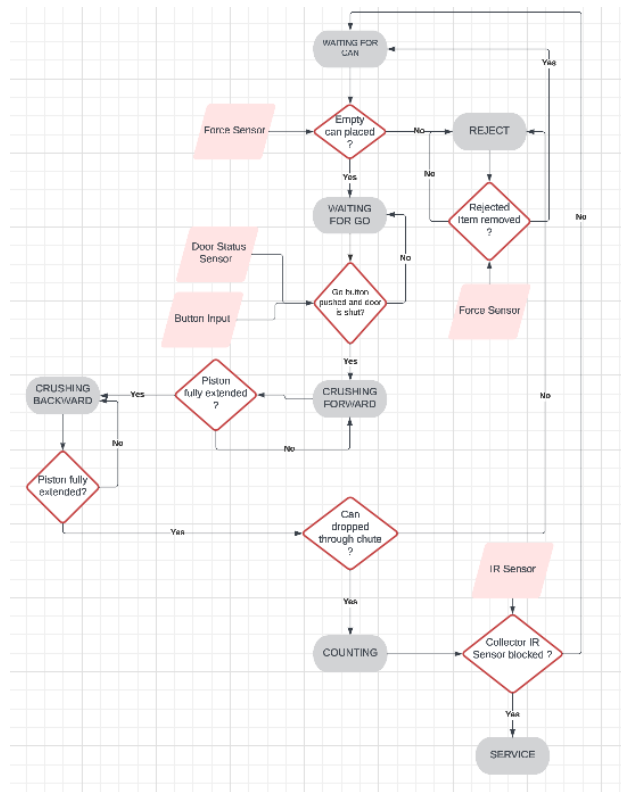 WAITING FOR
CAN
Yes
Force Sensor
Empty
can placed
?
No
REJECT
Yes
No
Rejected
Item removed
?
WAITING
FOR GO
No
Door Status
Sensor
No
Go button
pushed and door
is shut?
Button Input
Force Sensor
Yes
CRUSHING
BACKWARD
Yes
Piston
fully extended
?
CRUSHING
FORWARD
No
No
No
Piston fully
extended?
Yes
Can
dropped
through chute
?
IR Sensor
Yes
COUNTING
Collector IR
Sensor blocked ?
Yes
SERVICE